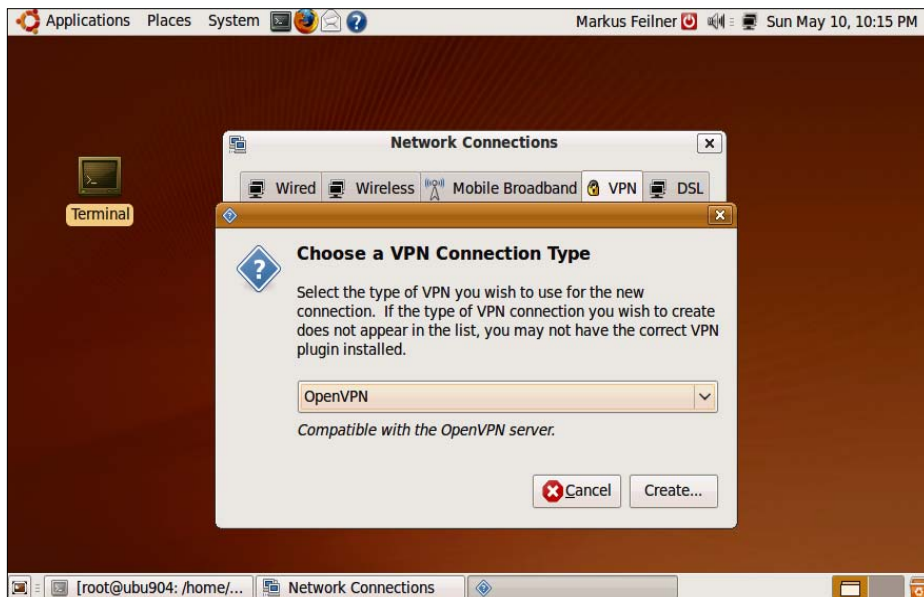 Applications Places System Markus Feilner Sun May 10, 10:15 PM
Terminal
Network Connections
Wired Wireless Mobile Broadband VPN DSL
Choose a VPN Connection Type
Select the type of VPN you wish to use for the new
connection. If the type of VPN connection you wish to create
does not appear in the list, you may not have the correct VPN
plugin installed.
OpenVPN
Compatible with the OpenVPN server.
Cancel Create...
[root@ubu904: /home/... Network Connections